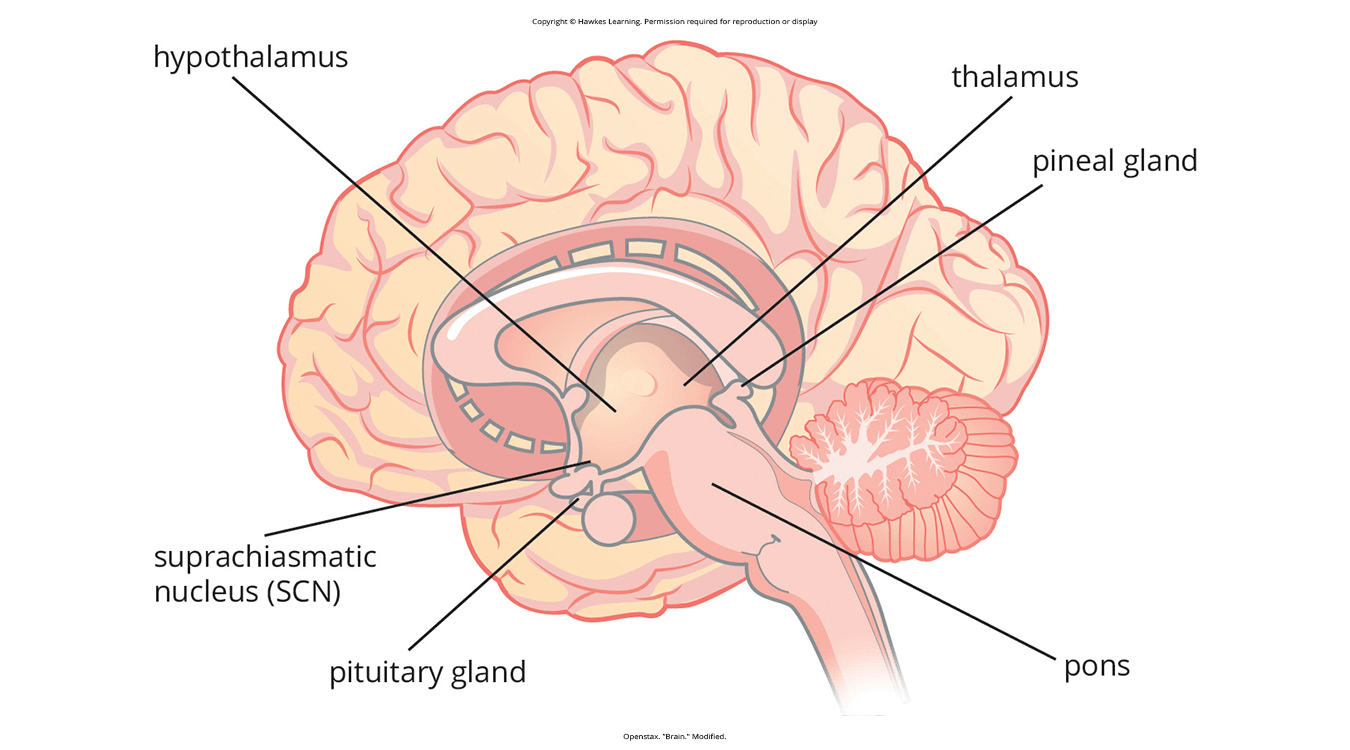 Copyright © Hawkes Learning. Permission required for reproduction or display
hypothalamus
thalamus
pineal gland
suprachiasmatic
nucleus (SCN)
pituitary gland
pons
Openstax. "Brain." Modified.